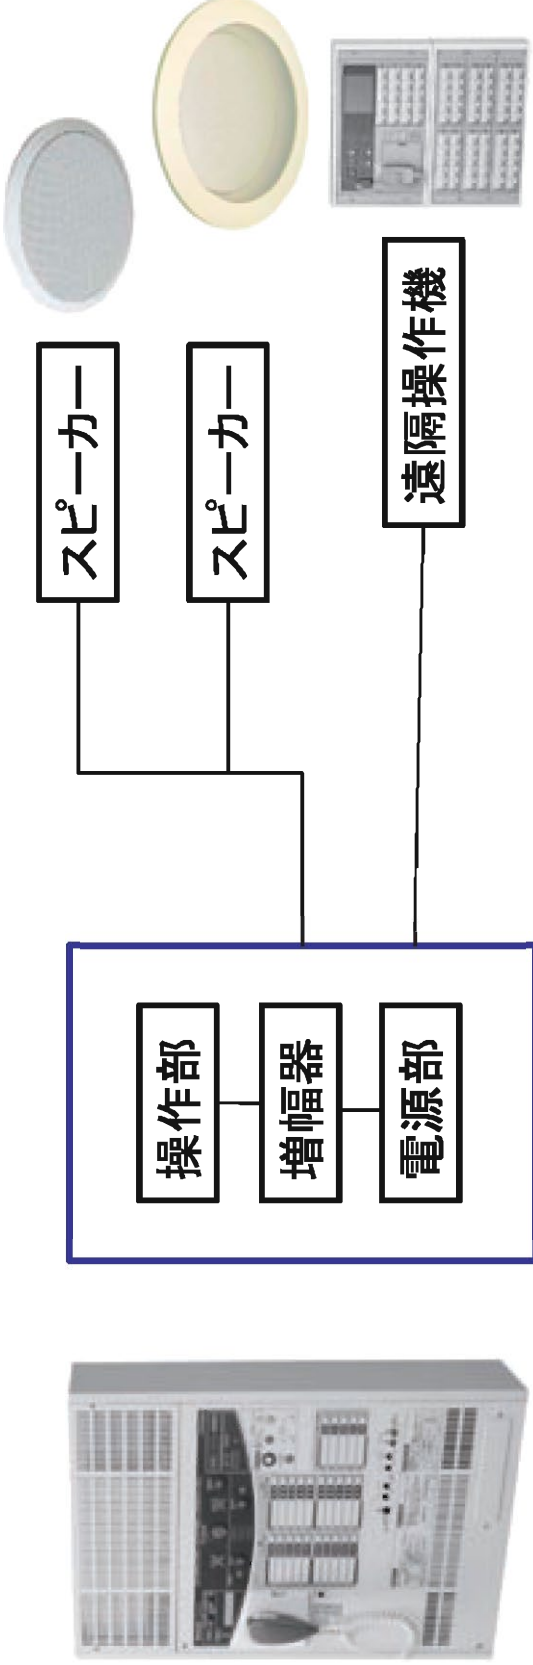 操作部
増幅器
電源部
スピーカー
スピーカー
遠隔操作機